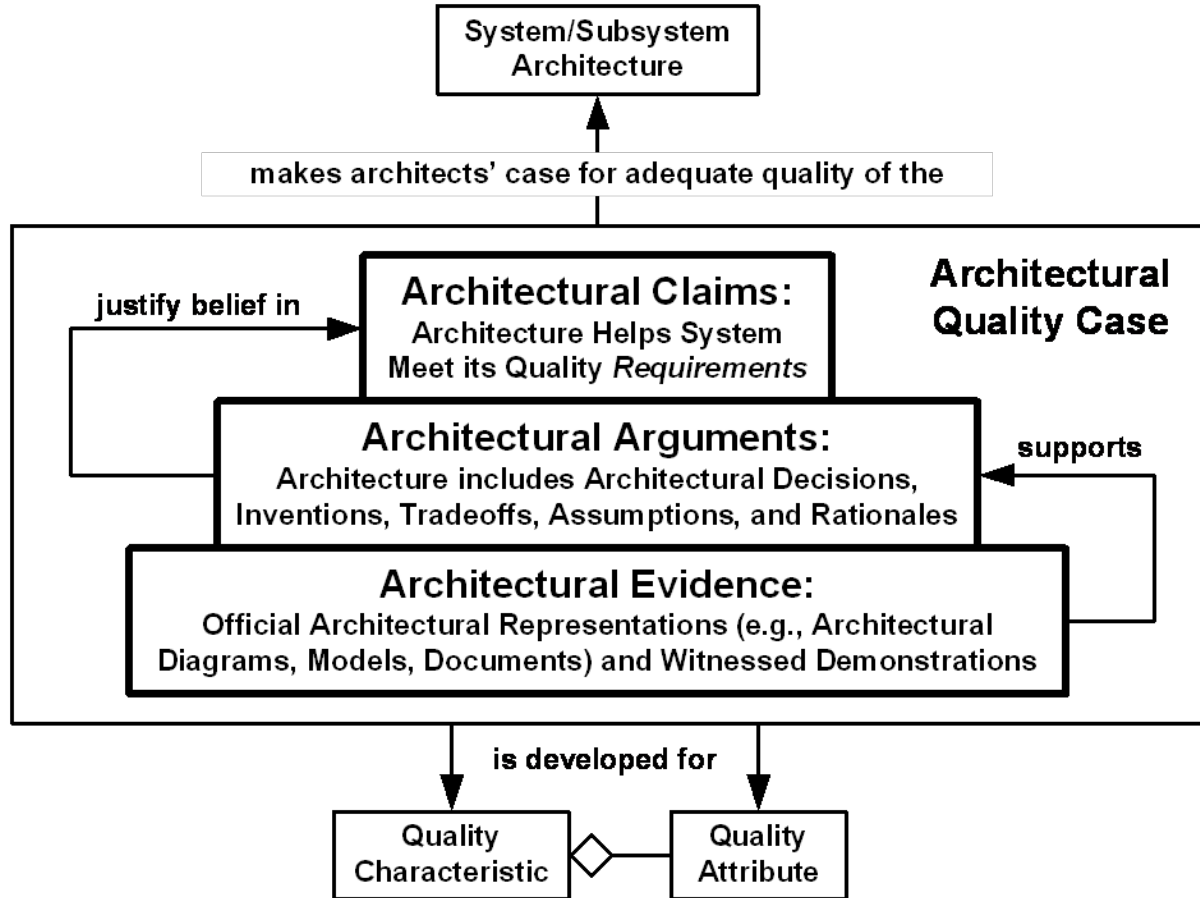 System/Subsystem
Architecture
makes architects’ case for adequate quality of the
Architectural
Quality Case
justify belief in
Architectural Claims:
Architecture Helps System
Meet its Quality Requirements
Architectural Arguments:
Architecture includes Architectural Decisions,
Inventions, Tradeoffs, Assumptions, and Rationales
supports
Architectural Evidence:
Official Architectural Representations (e.g., Architectural
Diagrams, Models, Documents) and Witnessed Demonstrations
is developed for
Quality
Characteristic
Quality
Attribute